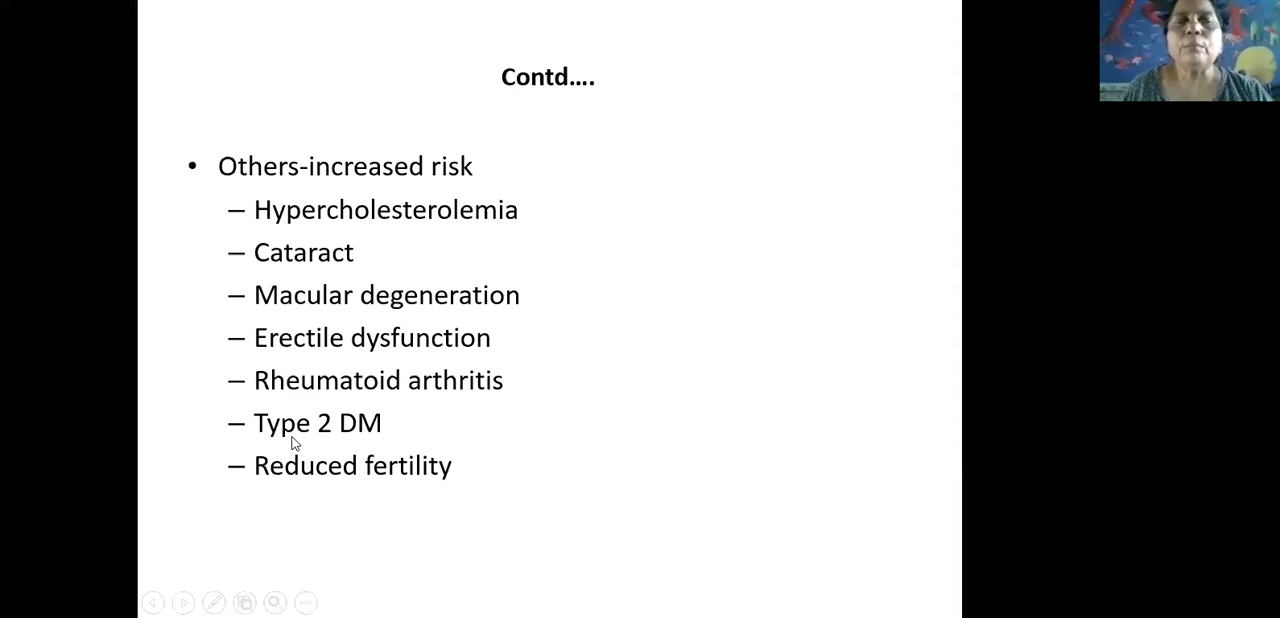 Contd....
• Others-increased risk
– Hypercholesterolemia
– Cataract
– Macular degeneration
– Erectile dysfunction
– Rheumatoid arthritis
– Type 2 DM
– Reduced fertility